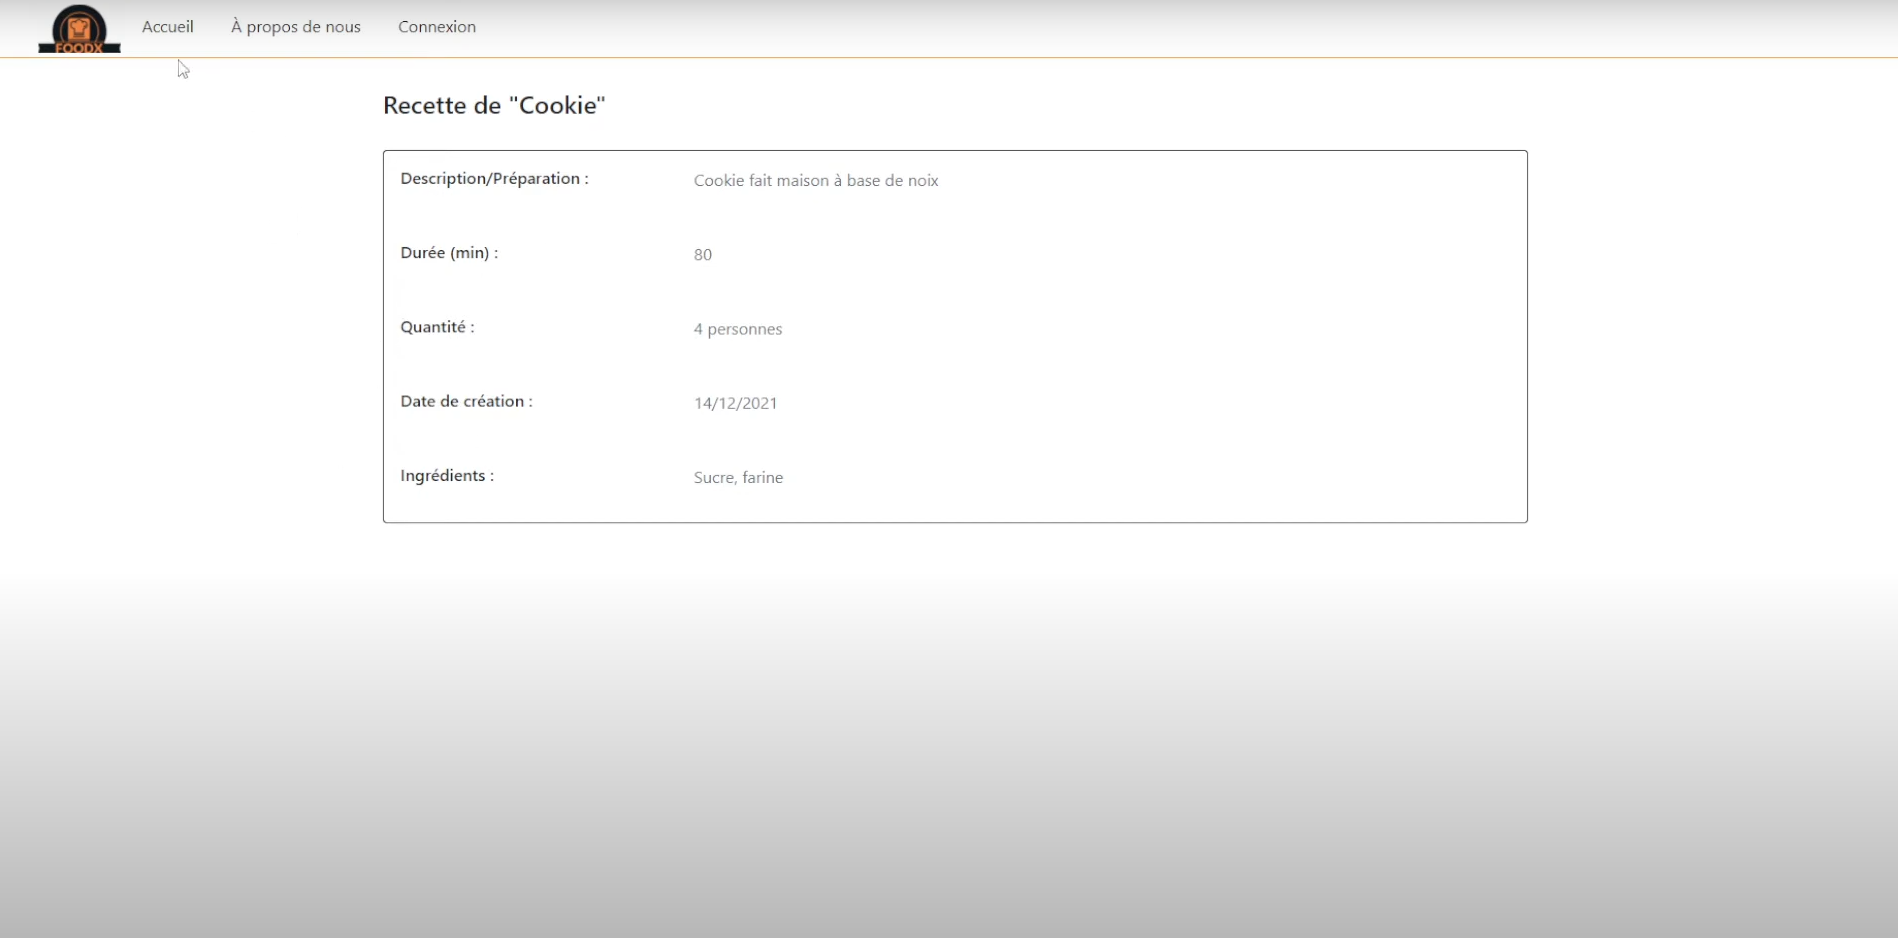 FOODX
Accueil À propos de nous Connexion
Recette de "Cookie"
Description/Préparation : Cookie fait maison à base de noix
Durée (min) : 80
Quantité : 4 personnes
Date de création : 14/12/2021
Ingrédients : Sucre, farine